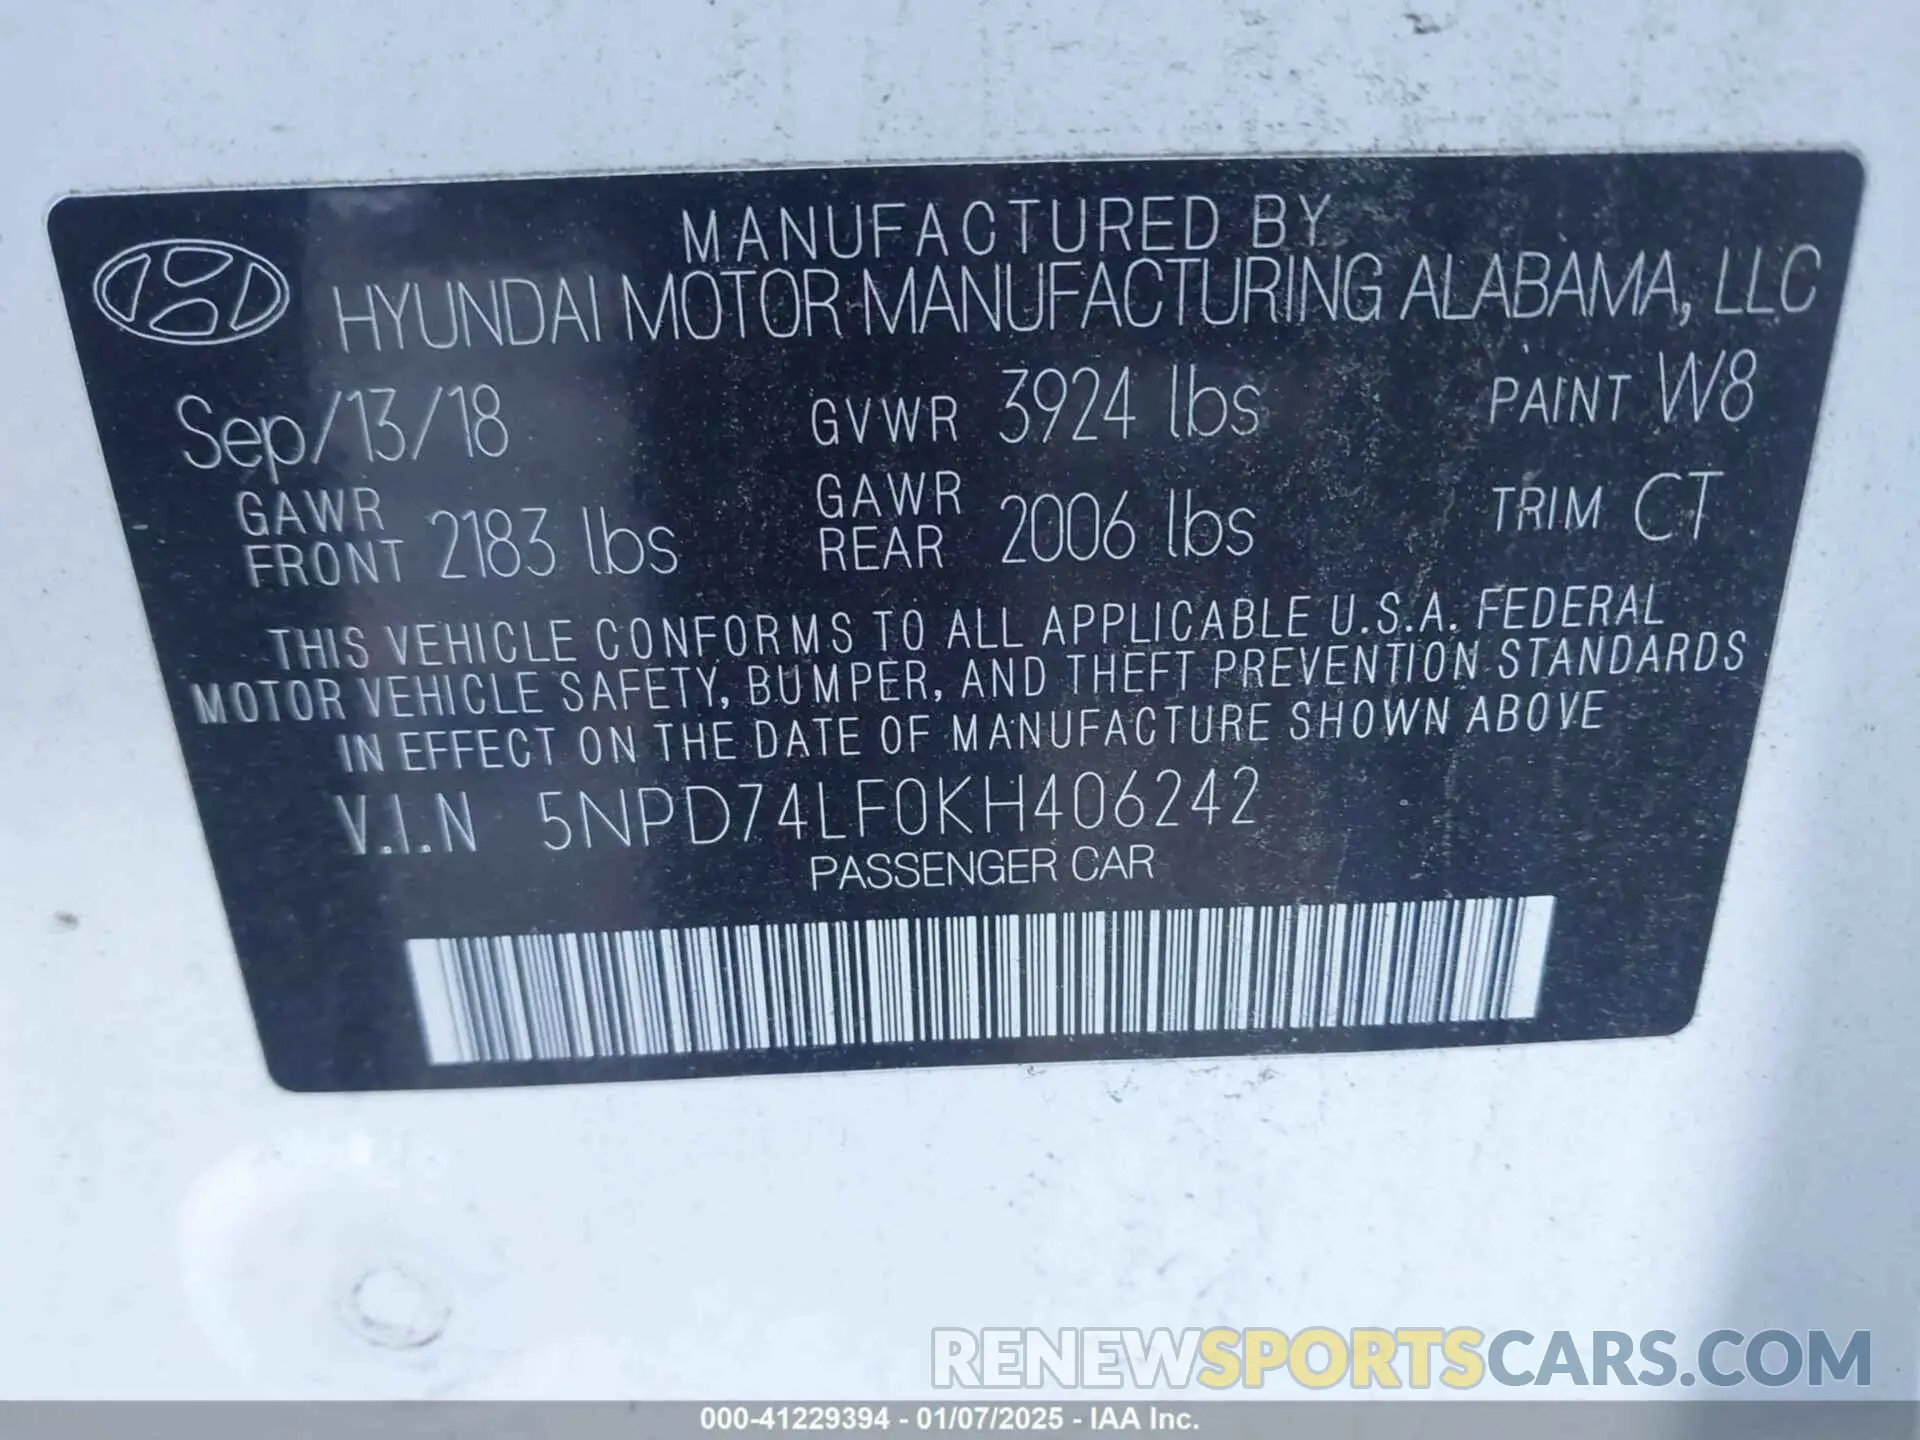 MANUFACTURED BY
HYUNDAI MOTOR MANUFACTURING ALABAMA, LLC
Sep/13/18 GVWR 3924 lbs PAINT W8
GAWR FRONT 2183 lbs GAWR REAR 2006 lbs TRIM CT
THIS VEHICLE CONFORMS TO ALL APPLICABLE U.S.A. FEDERAL
MOTOR VEHICLE SAFETY, BUMPER, AND THEFT PREVENTION STANDARDS
IN EFFECT ON THE DATE OF MANUFACTURE SHOWN ABOVE
V.I.N 5NPD74LF0KH406242
PASSENGER CAR
RENEWSPORTSCARS.COM
000-41229394 - 01/07/2025 - IAA Inc.